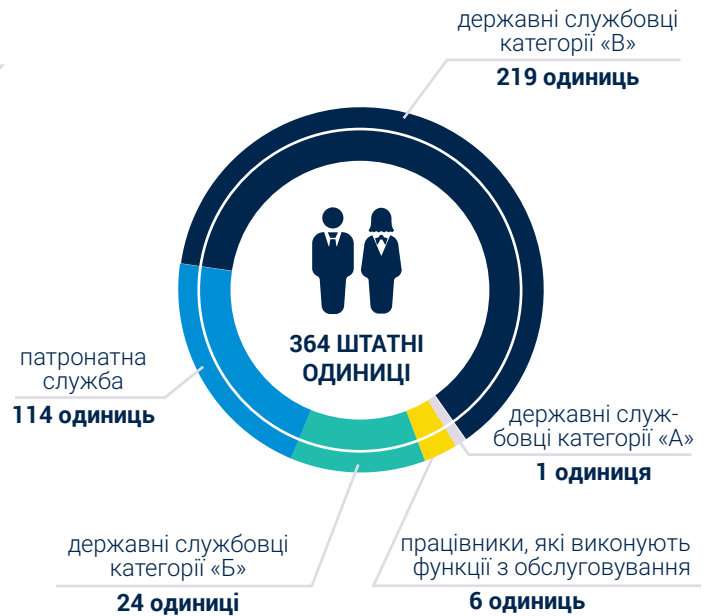 державні службовці
категорії «В»
219 одиниць
364 ШТАТНІ
ОДИНИЦІ
патронатна
служба
114 одиниць
державні служ-
бовці категорії «А»
1 одиниця
державні службовці
категорії «Б»
24 одиниці
працівники, які виконують
функції з обслуговування
6 одиниць